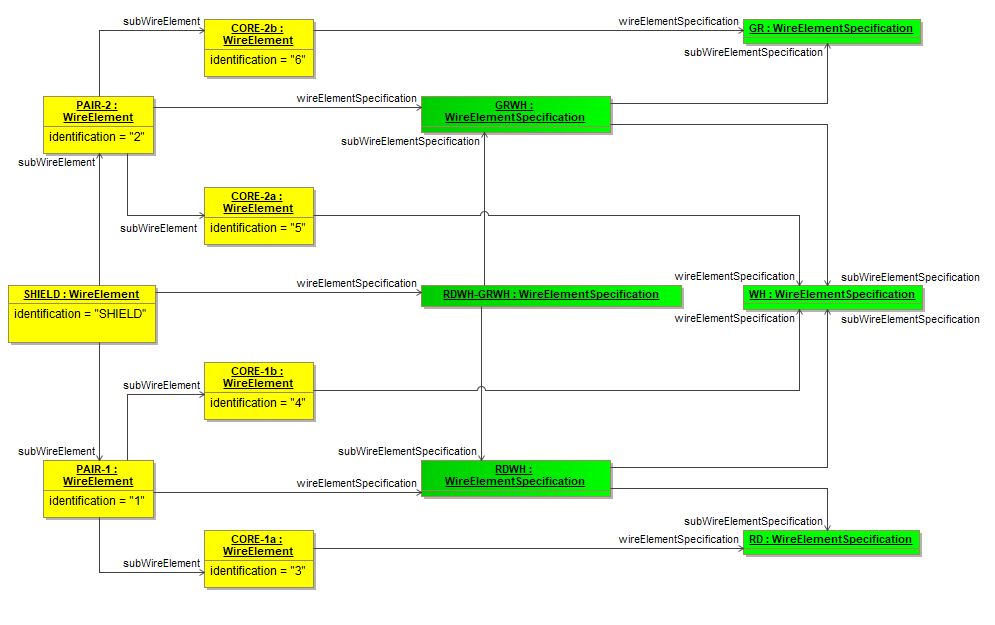 subWireElement
CORE-2b :
WireElement
identification = "6"
wireElementSpecification
GR : WireElementSpecification
subWireElementSpecification
PAIR-2 :
WireElement
identification = "2"
wireElementSpecification
GRWH :
WireElementSpecification
subWireElementSpecification
subWireElement
CORE-2a :
WireElement
identification = "5"
subWireElement
SHIELD : WireElement
identification = "SHIELD"
wireElementSpecification
RDWH-GRWH : WireElementSpecification
wireElementSpecification
subWireElementSpecification
WH : WireElementSpecification
wireElementSpecification
subWireElementSpecification
CORE-1b :
WireElement
identification = "4"
subWireElement
subWireElement
PAIR-1 :
WireElement
identification = "1"
subWireElementSpecification
wireElementSpecification
RDWH :
WireElementSpecification
subWireElementSpecification
subWireElement
CORE-1a :
WireElement
identification = "3"
wireElementSpecification
RD : WireElementSpecification